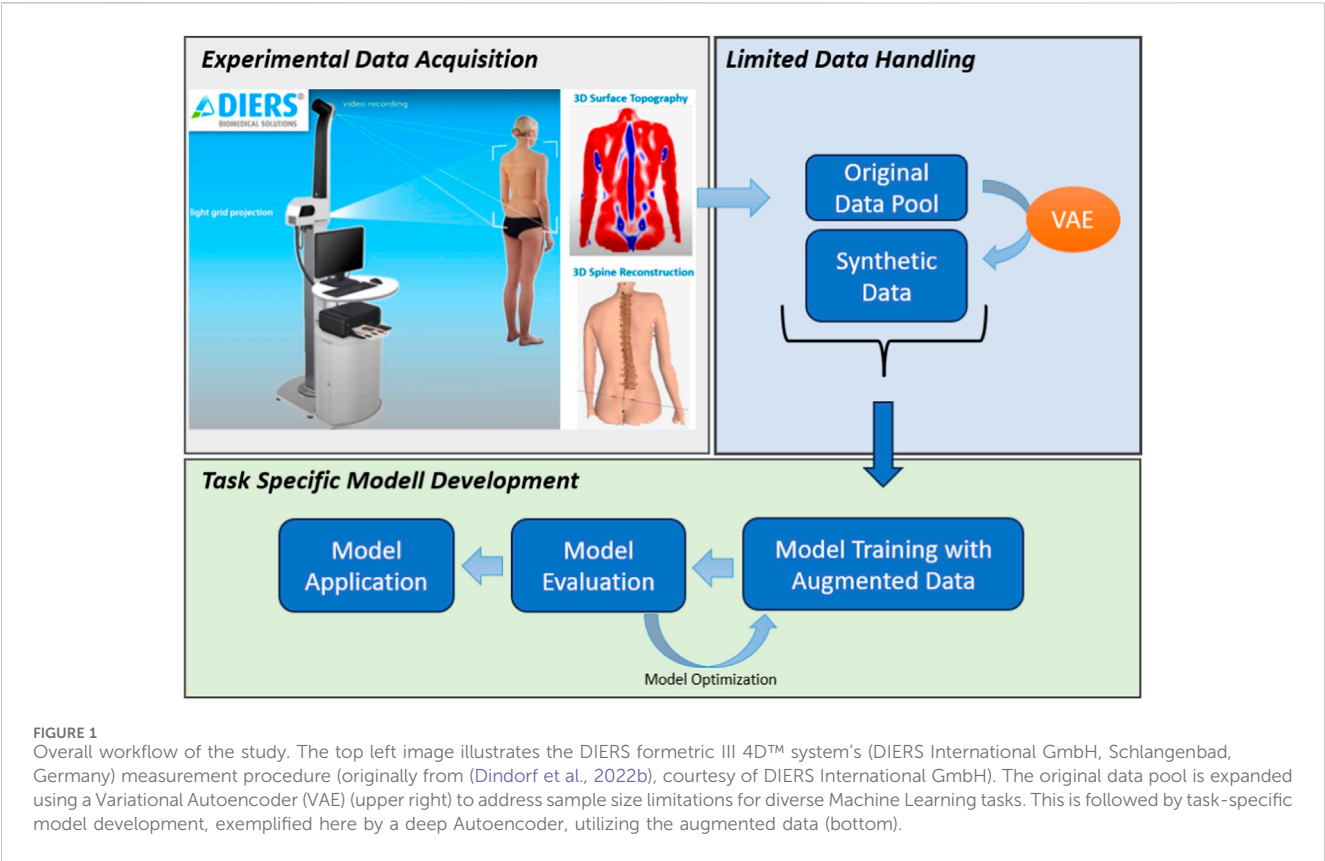 Experimental Data Acquisition
DIERS®
BIOMEDICAL SOLUTIONS
video recording
light grid projection
3D Surface Topography
3D Spine Reconstruction
Limited Data Handling
Original
Data Pool
VAE
Synthetic
Data
Task Specific Modell Development
Model
Application
Model
Evaluation
Model Training with
Augmented Data
Model Optimization
FIGURE 1
Overall workflow of the study. The top left image illustrates the DIERS formetric III 4D™ system's (DIERS International GmbH, Schlangenbad,
Germany) measurement procedure (originally from (Dindorf et al., 2022b), courtesy of DIERS International GmbH). The original data pool is expanded
using a Variational Autoencoder (VAE) (upper right) to address sample size limitations for diverse Machine Learning tasks. This is followed by task-specific
model development, exemplified here by a deep Autoencoder, utilizing the augmented data (bottom).